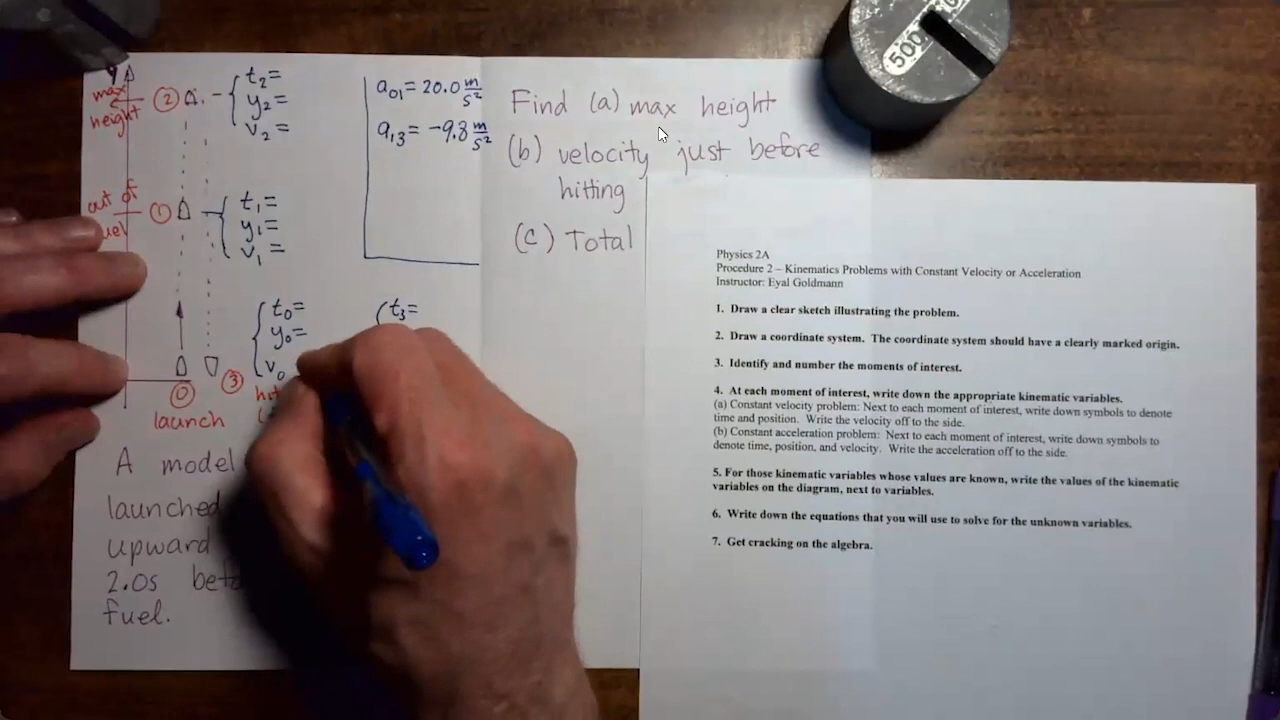 y
max
height
②
t₂=
y₂=
v₂=
out of
fuel
①
t₁=
y₁=
v₁=
t₀=
y₀=
v₀
t₃=
⓪
launch
③
a₀₁= 20.0 m/s²
a₁₃= -9.8 m/s²
A model
launched
upward
2.0s
fuel.
Find (a) max height
(b) velocity just before
hitting
(c) Total
500
Physics 2A
Procedure 2 – Kinematics Problems with Constant Velocity or Acceleration
Instructor: Eyal Goldmann
1. Draw a clear sketch illustrating the problem.
2. Draw a coordinate system. The coordinate system should have a clearly marked origin.
3. Identify and number the moments of interest.
4. At each moment of interest, write down the appropriate kinematic variables.
(a) Constant velocity problem: Next to each moment of interest, write down symbols to denote
time and position. Write the velocity off to the side.
(b) Constant acceleration problem: Next to each moment of interest, write down symbols to
denote time, position, and velocity. Write the acceleration off to the side.
5. For those kinematic variables whose values are known, write the values of the kinematic
variables on the diagram, next to variables.
6. Write down the equations that you will use to solve for the unknown variables.
7. Get cracking on the algebra.